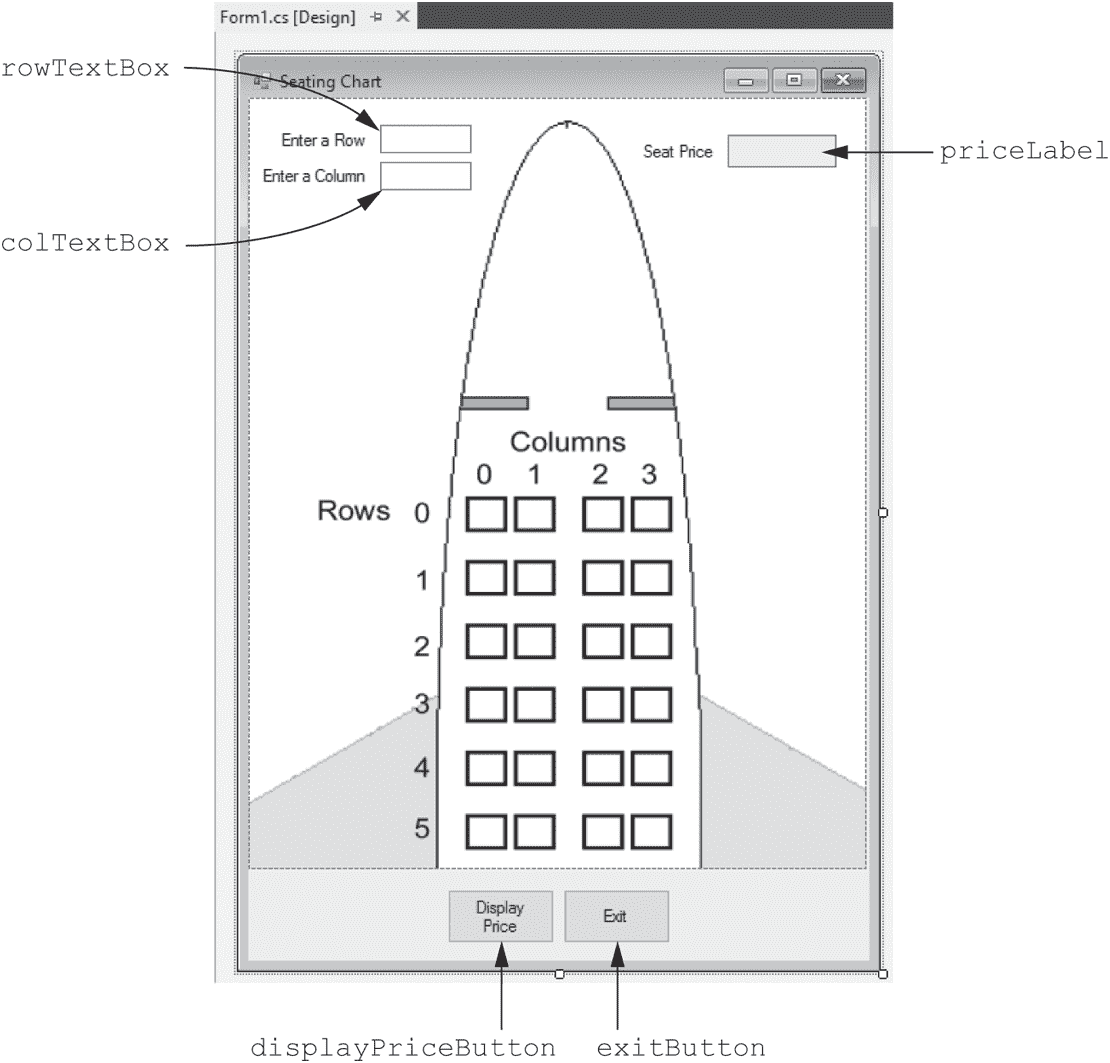 Form1.cs [Design]
rowTextBox
Seating Chart
Enter a Row
Seat Price
priceLabel
Enter a Column
colTextBox
Columns
0 1 2 3
Rows 0
1
2
3
4
5
Display
Price
Exit
displayPriceButton exitButton